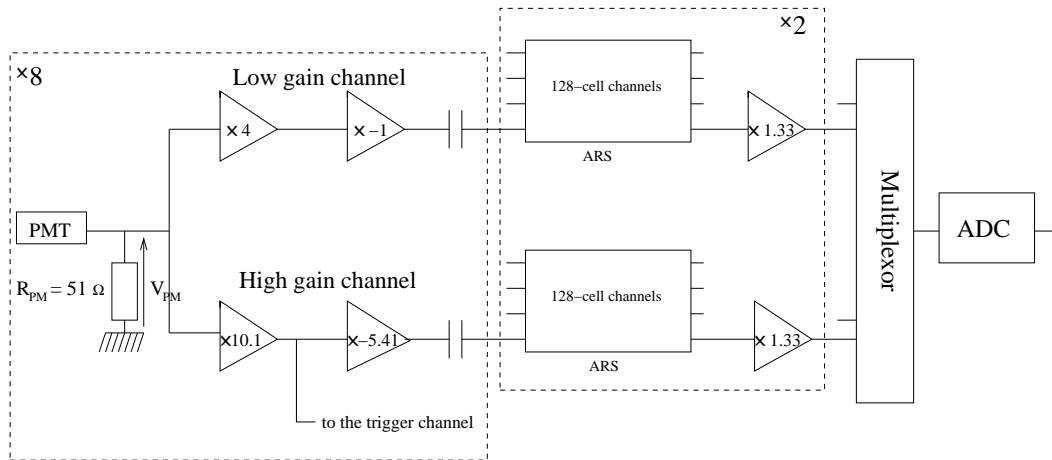 ×8
Low gain channel
×4
×−1
PMT
R_PM = 51 Ω
V_PM
High gain channel
×10.1
×−5.41
to the trigger channel
×2
128−cell channels
ARS
×1.33
128−cell channels
ARS
×1.33
Multiplexor
ADC